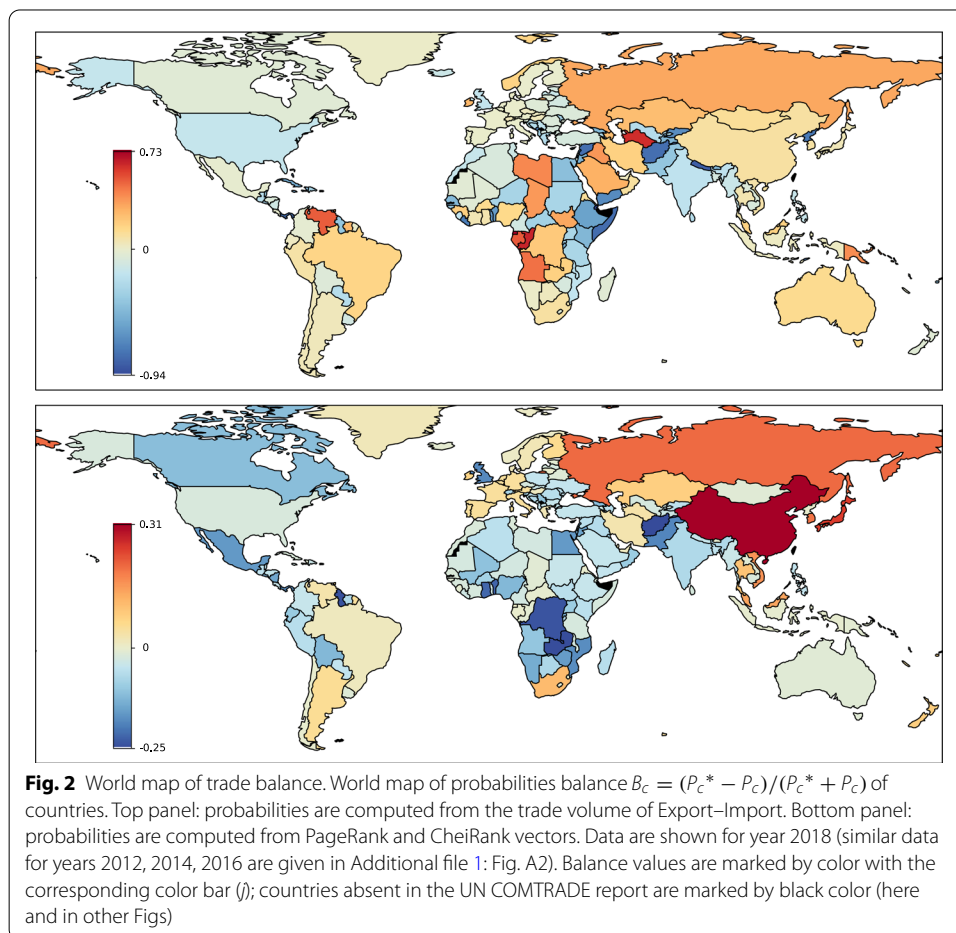 0.73
0
-0.94
0.31
0
-0.25
Fig. 2 World map of trade balance. World map of probabilities balance B_c = (P_c* − P_c)/(P_c* + P_c) of
countries. Top panel: probabilities are computed from the trade volume of Export–Import. Bottom panel:
probabilities are computed from PageRank and CheiRank vectors. Data are shown for year 2018 (similar data
for years 2012, 2014, 2016 are given in Additional file 1: Fig. A2). Balance values are marked by color with the
corresponding color bar (j); countries absent in the UN COMTRADE report are marked by black color (here
and in other Figs)